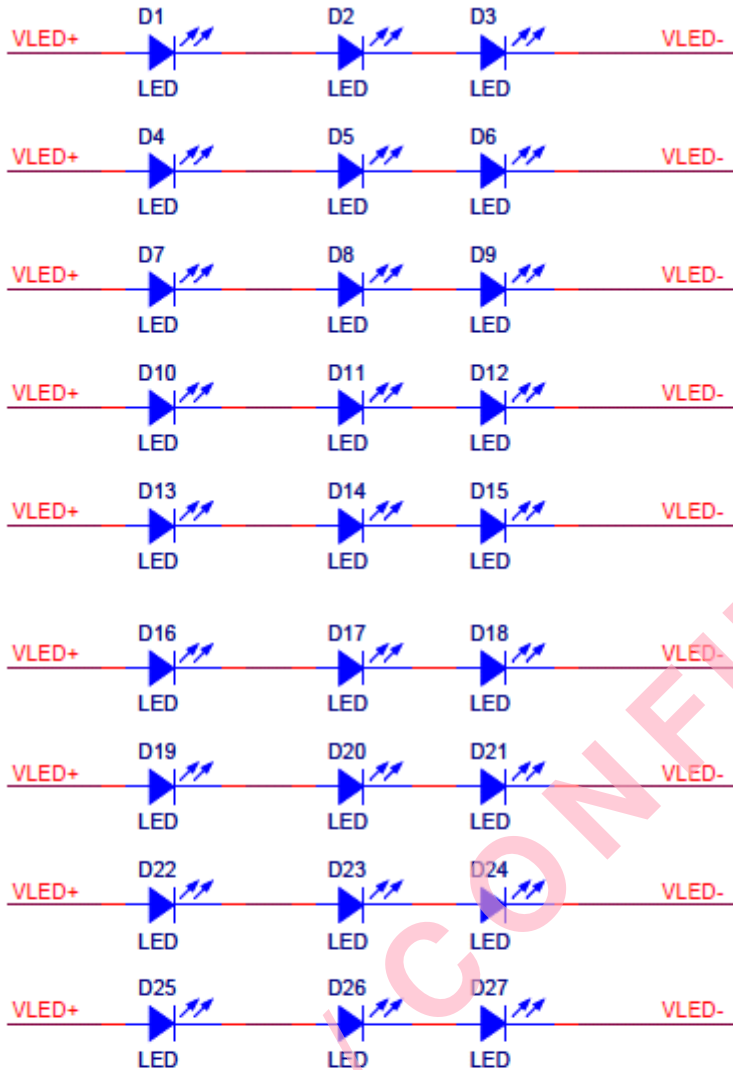 D1 D2 D3
VLED+ VLED-
LED LED LED
D4 D5 D6
VLED+ VLED-
LED LED LED
D7 D8 D9
VLED+ VLED-
LED LED LED
D10 D11 D12
VLED+ VLED-
LED LED LED
D13 D14 D15
VLED+ VLED-
LED LED LED
D16 D17 D18
VLED+ VLED-
LED LED LED
D19 D20 D21
VLED+ VLED-
LED LED LED
D22 D23 D24
VLED+ VLED-
LED LED LED
D25 D26 D27
VLED+ VLED-
LED LED LED
/ CONFI